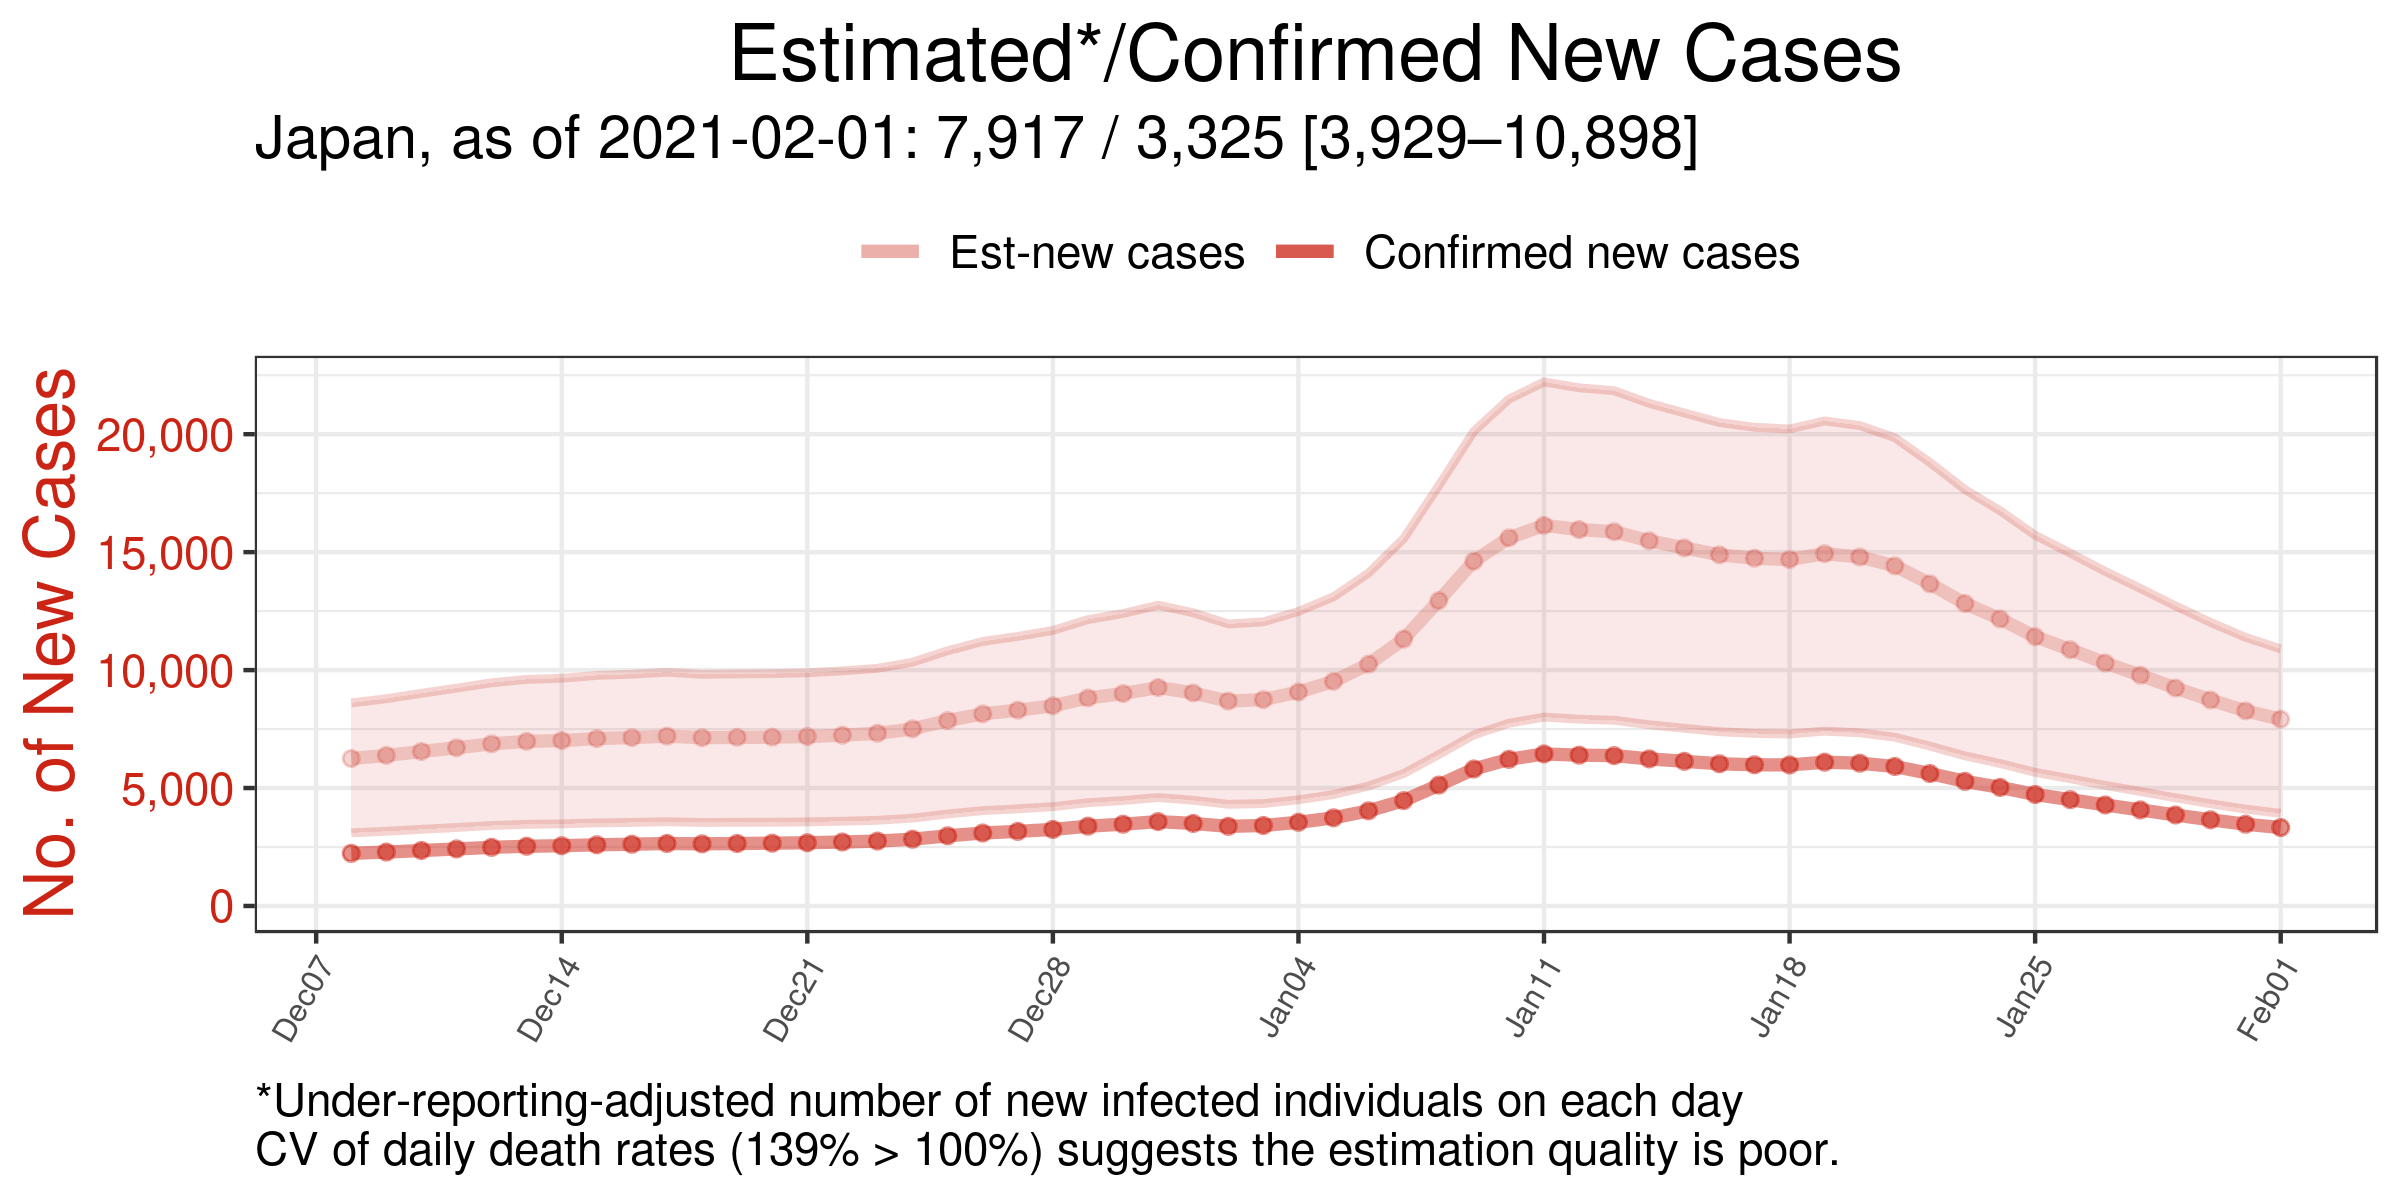 Estimated*/Confirmed New Cases
Japan, as of 2021-02-01: 7,917 / 3,325 [3,929–10,898]
Est-new cases
Confirmed new cases
No. of New Cases
20,000
15,000
10,000
5,000
0
Dec07
Dec14
Dec21
Dec28
Jan04
Jan11
Jan18
Jan25
Feb01
*Under-reporting-adjusted number of new infected individuals on each day
CV of daily death rates (139% > 100%) suggests the estimation quality is poor.